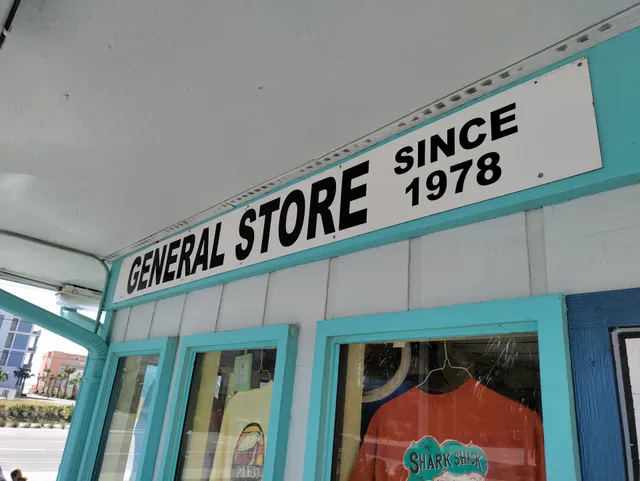 GENERAL STORE
SINCE
1978
SHARK SHACK